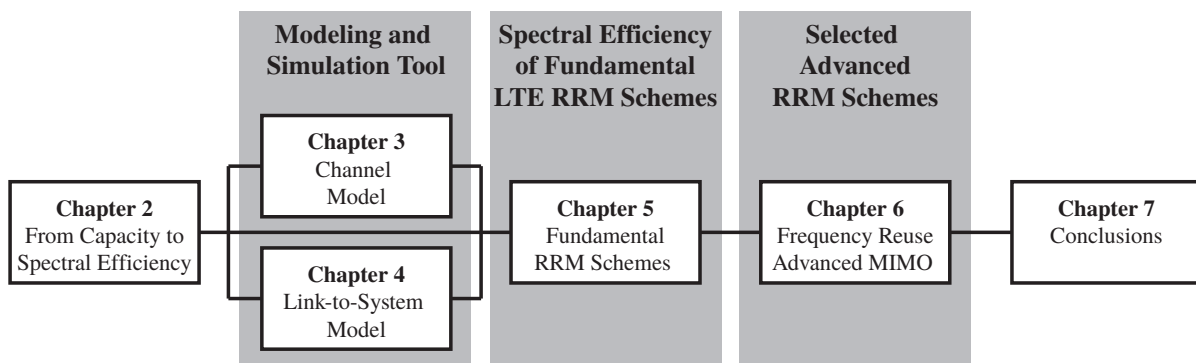 Modeling and
Simulation Tool
Spectral Efficiency
of Fundamental
LTE RRM Schemes
Selected
Advanced
RRM Schemes
Chapter 2
From Capacity to
Spectral Efficiency
Chapter 3
Channel
Model
Chapter 4
Link-to-System
Model
Chapter 5
Fundamental
RRM Schemes
Chapter 6
Frequency Reuse
Advanced MIMO
Chapter 7
Conclusions